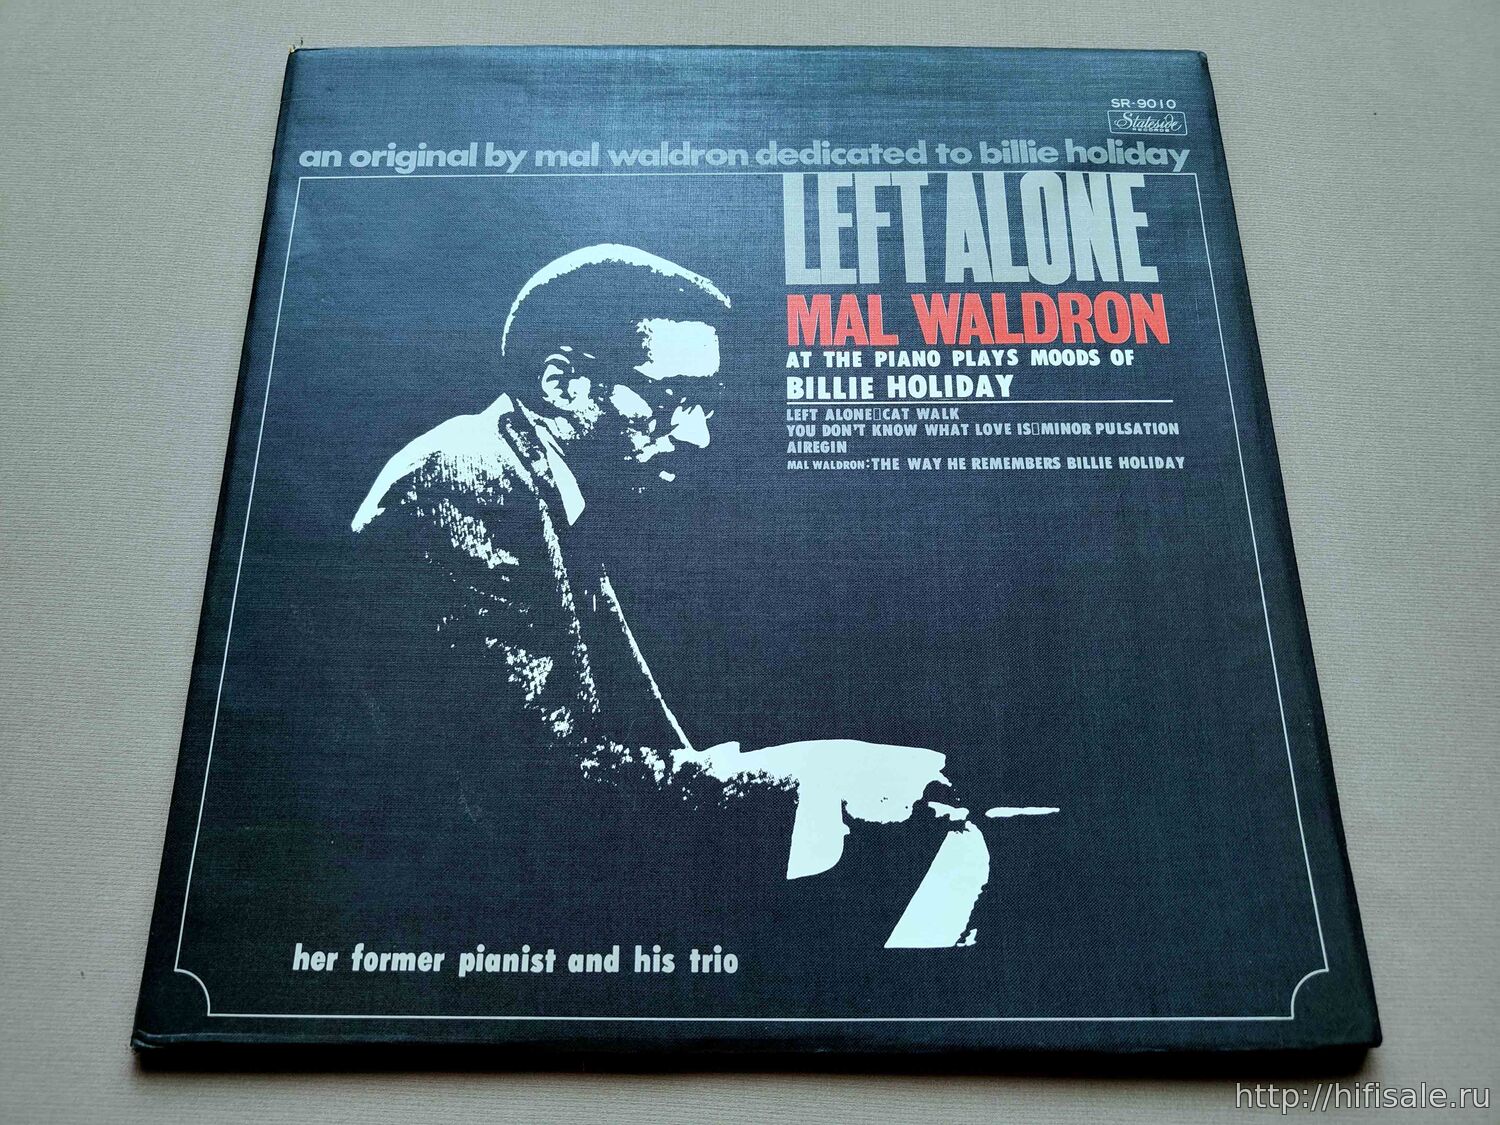 SR-9010
Stateside
RECORDS
an original by mal waldron dedicated to billie holiday
LEFT ALONE
MAL WALDRON
AT THE PIANO PLAYS MOODS OF
BILLIE HOLIDAY
LEFT ALONE▯CAT WALK
YOU DON'T KNOW WHAT LOVE IS▯MINOR PULSATION
AIREGIN
MAL WALDRON:THE WAY HE REMEMBERS BILLIE HOLIDAY
her former pianist and his trio
http://hifisale.ru